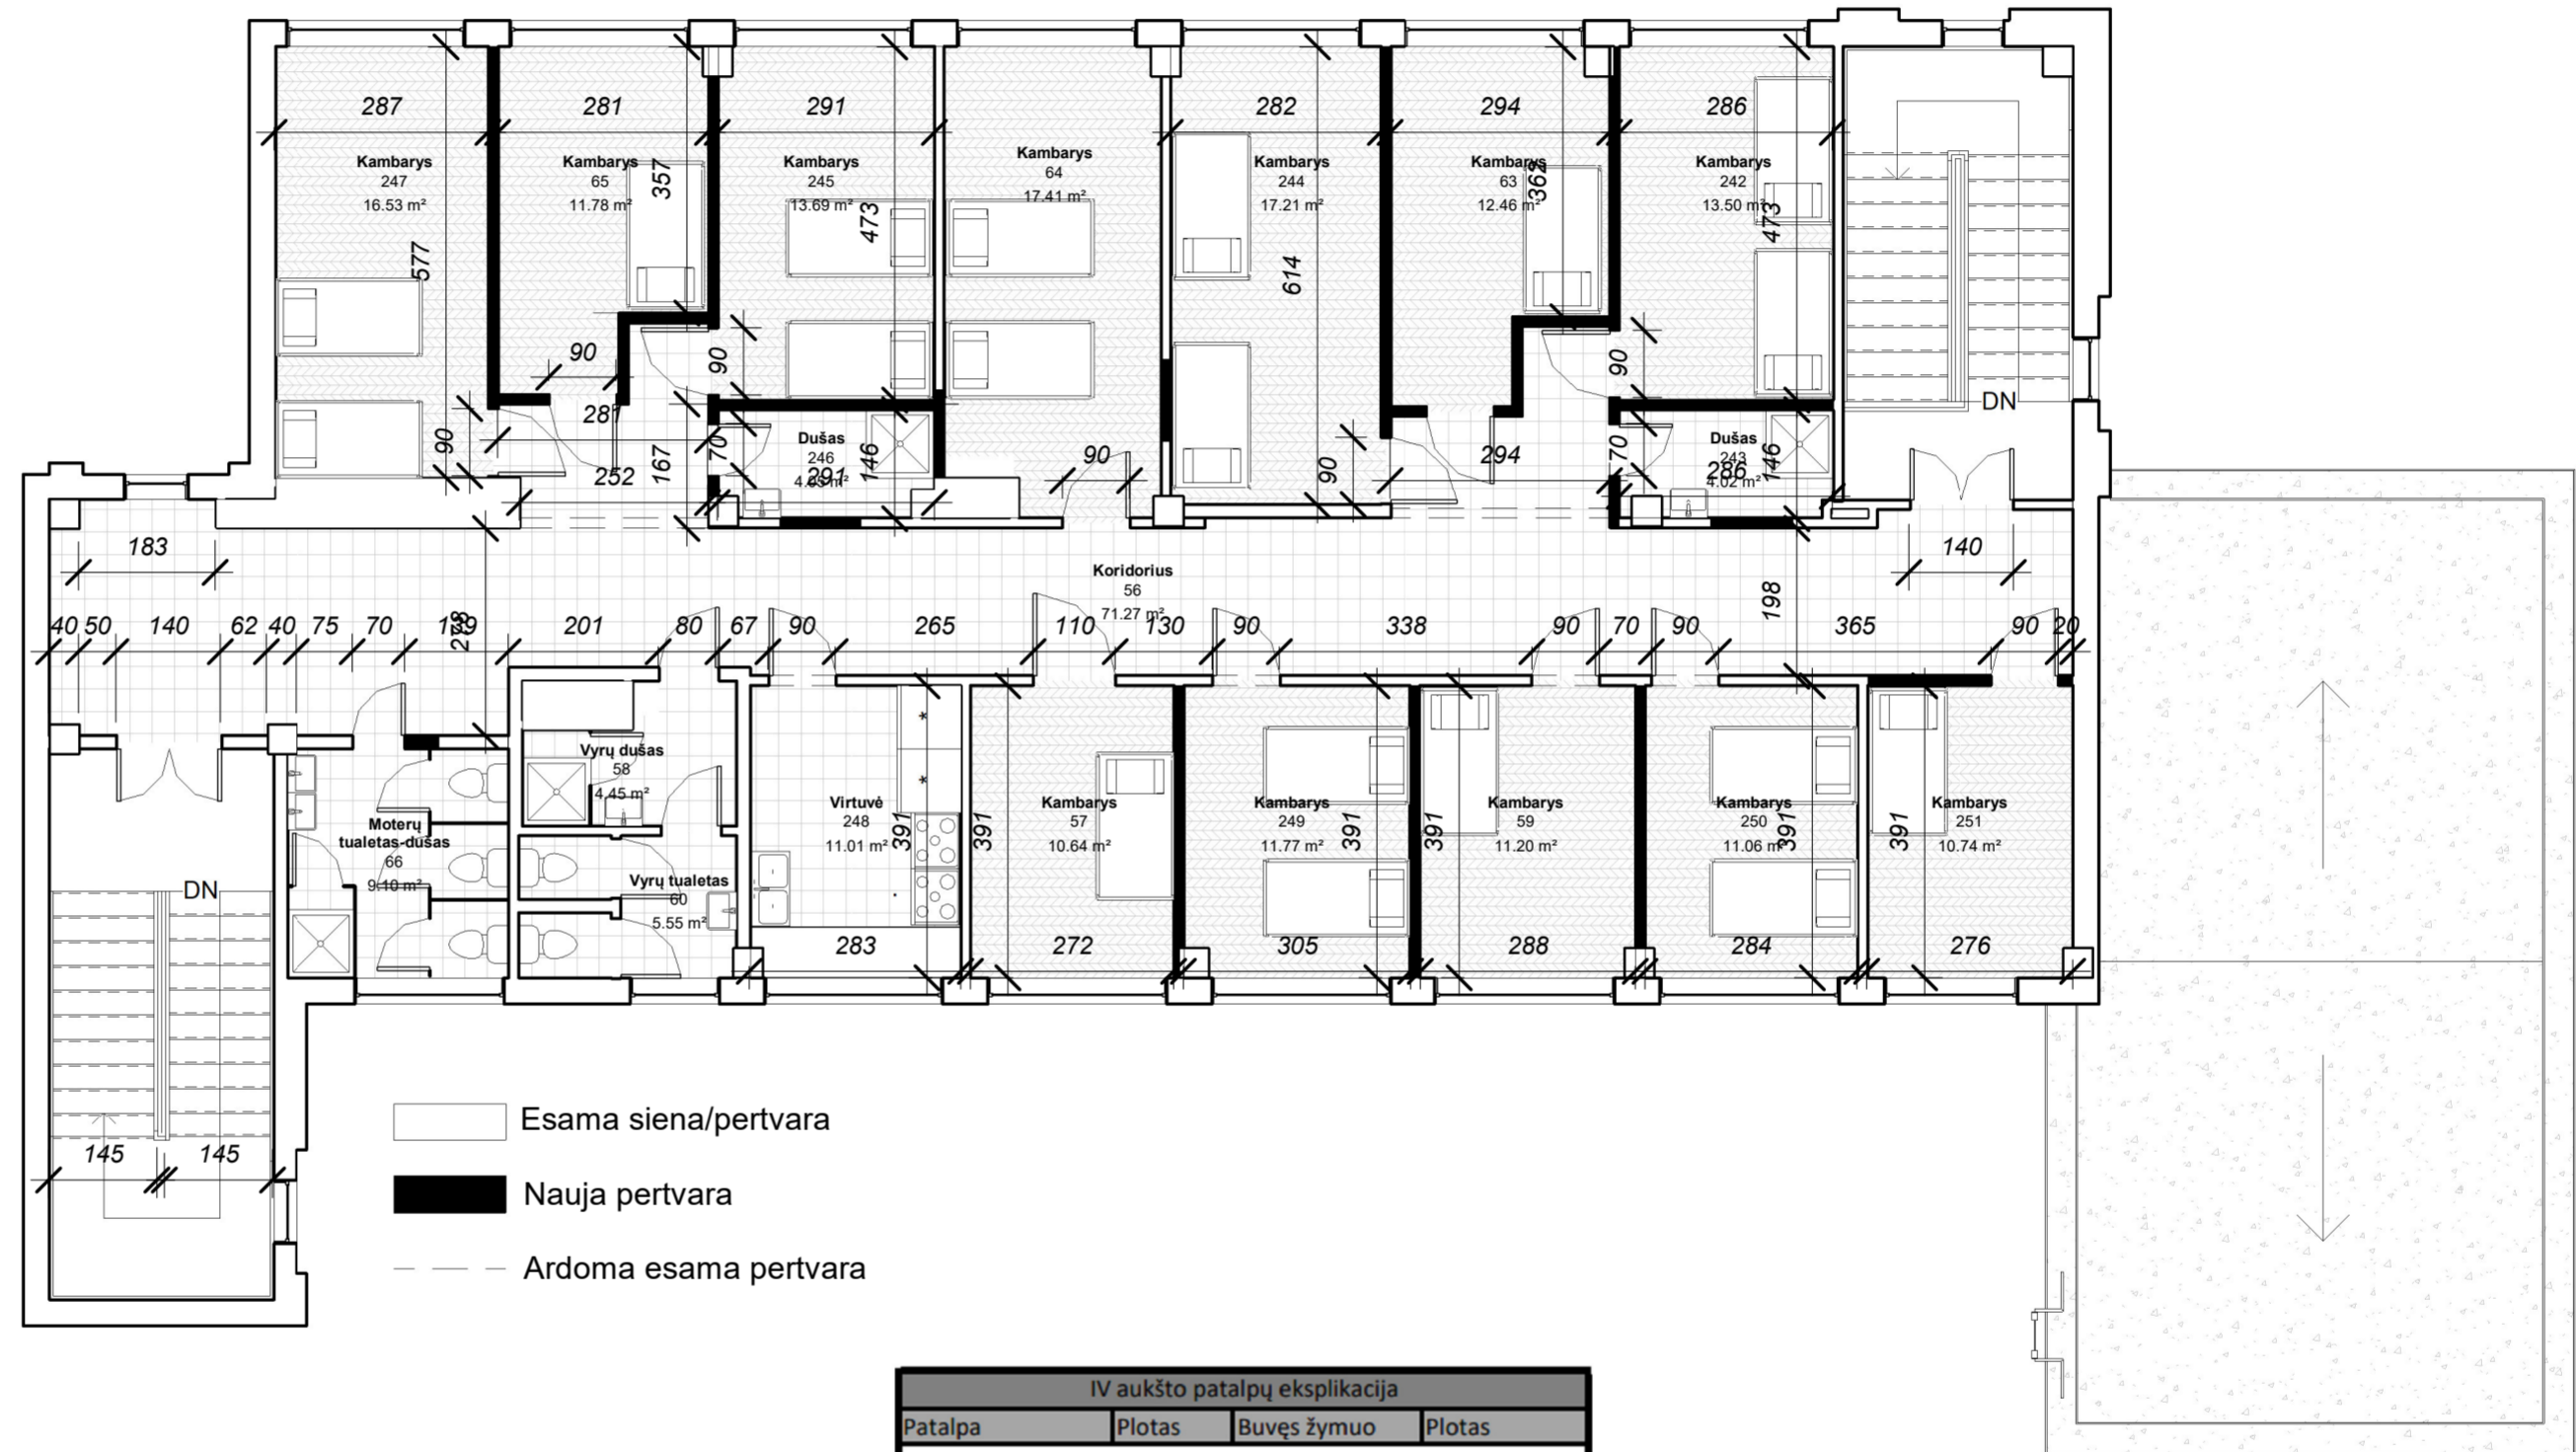 287
281
291
282
294
286
Kambarys
247
16.53 m²
577
Kambarys
65
11.78 m²
357
Kambarys
245
13.69 m²
473
Kambarys
64
17.41 m²
Kambarys
244
17.21 m²
614
Kambarys
63
12.46 m²
362
Kambarys
242
13.50 m²
473
90
90
90
DN
281
90
252
167
70
Dušas
246
146
291
90
90
294
70
Dušas
243
4.02 m²
286
146
183
140
Koridorius
56
71.27 m²
198
40 50 140 62 40 75 70
201 80 67 90 265 110 130 90 338 90 70 90 365 90 20
Vyrų dušas
58
4.45 m²
Moterų
tualetas-dušas
66
9.10 m²
Vyrų tualetas
60
5.55 m²
DN
Virtuvė
248
11.01 m²
391
391
Kambarys
57
10.64 m²
Kambarys
249
11.77 m²
391
391
Kambarys
59
11.20 m²
Kambarys
250
11.06 m²
391
391
Kambarys
251
10.74 m²
283
272
305
288
284
276
145
145
Esama siena/pertvara
Nauja pertvara
Ardoma esama pertvara
IV aukšto patalpų eksplikacija
Patalpa Plotas Buvęs žymuo Plotas